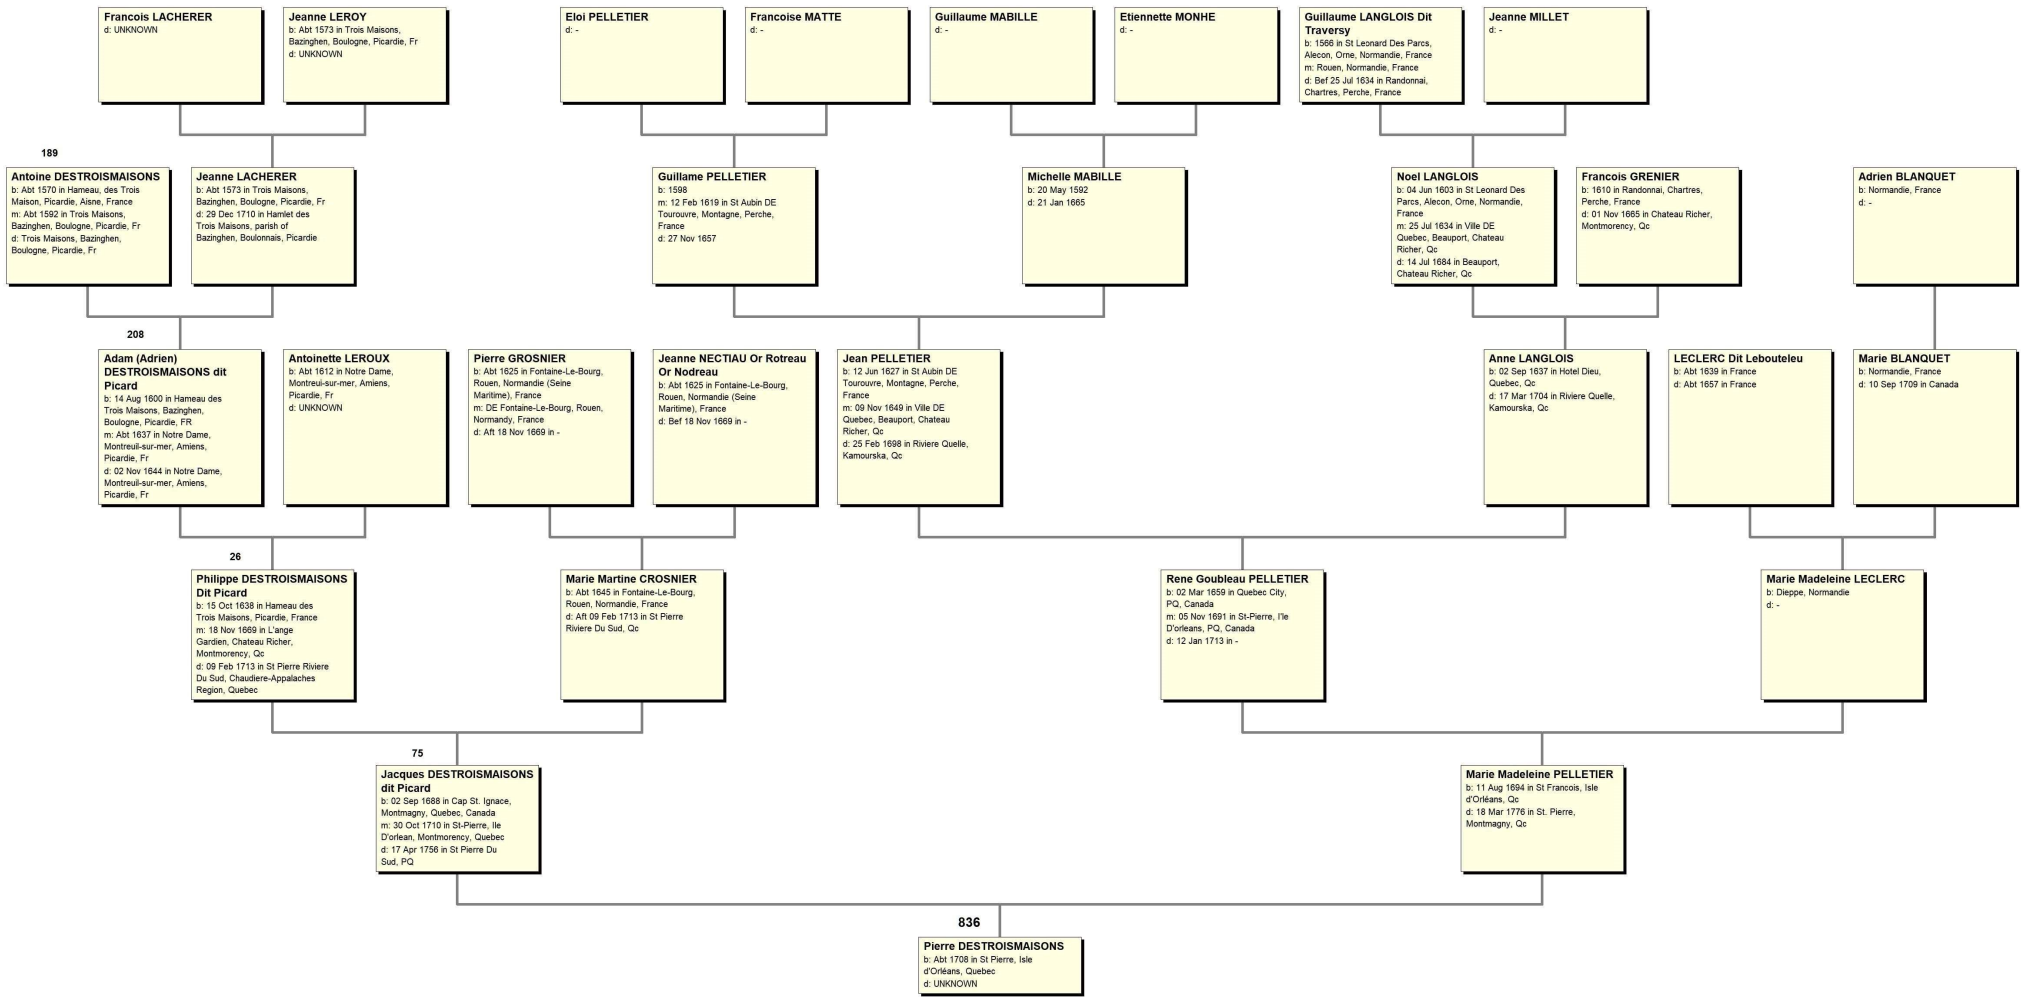 Francois LACHERER
d: UNKNOWN
Jeanne LEROY
b: Abt 1573 in Trois Maisons,
Bazinghen, Boulogne, Picardie, Fr
d: UNKNOWN
Eloi PELLETIER
d: -
Francoise MATTE
d: -
Guillaume MABILLE
d: -
Etiennette MONHE
d: -
Guillaume LANGLOIS Dit
Traversy
b: 1566 in St Leonard Des Parcs,
Alecon, Orne, Normandie, France
m: Rouen, Normandie, France
d: Bef 25 Jul 1634 in Randonnai,
Chartres, Perche, France
Jeanne MILLET
d: -
189
Antoine DESTROISMAISONS
b: Abt 1570 in Hameau, des Trois
Maison, Picardie, Aisne, France
m: Abt 1592 in Trois Maisons,
Bazinghen, Boulogne, Picardie, Fr
d: Trois Maisons, Bazinghen,
Boulogne, Picardie, Fr
Jeanne LACHERER
b: Abt 1573 in Trois Maisons,
Bazinghen, Boulogne, Picardie, Fr
d: 29 Dec 1710 in Hamlet des
Trois Maisons, parish of
Bazinghen, Boulonnais, Picardie
Guillame PELLETIER
b: 1598
m: 12 Feb 1619 in St Aubin DE
Tourouvre, Montagne, Perche,
France
d: 27 Nov 1657
Michelle MABILLE
b: 20 May 1592
d: 21 Jan 1665
Noel LANGLOIS
b: 04 Jun 1603 in St Leonard Des
Parcs, Alecon, Orne, Normandie,
France
m: 25 Jul 1634 in Ville DE
Quebec, Beauport, Chateau
Richer, Qc
d: 14 Jul 1684 in Beauport,
Chateau Richer, Qc
Francois GRENIER
b: 1610 in Randonnai, Chartres,
Perche, France
d: 01 Nov 1665 in Chateau Richer,
Montmorency, Qc
Adrien BLANQUET
b: Normandie, France
d: -
208
Adam (Adrien)
DESTROISMAISONS dit
Picard
b: 14 Aug 1600 in Hameau des
Trois Maisons, Bazinghen,
Boulogne, Picardie, FR
m: Abt 1637 in Notre Dame,
Montreuil-sur-mer, Amiens,
Picardie, Fr
d: 02 Nov 1644 in Notre Dame,
Montreuil-sur-mer, Amiens,
Picardie, Fr
Antoinette LEROUX
b: Abt 1612 in Notre Dame,
Montreui-sur-mer, Amiens,
Picardie, Fr
d: UNKNOWN
Pierre GROSNIER
b: Abt 1625 in Fontaine-Le-Bourg,
Rouen, Normandie (Seine
Maritime), France
m: DE Fontaine-Le-Bourg, Rouen,
Normandy, France
d: Aft 18 Nov 1669 in -
Jeanne NECTIAU Or Rotreau
Or Nodreau
b: Abt 1625 in Fontaine-Le-Bourg,
Rouen, Normandie (Seine
Maritime), France
d: Bef 18 Nov 1669 in -
Jean PELLETIER
b: 12 Jun 1627 in St Aubin DE
Tourouvre, Montagne, Perche,
France
m: 09 Nov 1649 in Ville DE
Quebec, Beauport, Chateau
Richer, Qc
d: 25 Feb 1698 in Riviere Quelle,
Kamourska, Qc
Anne LANGLOIS
b: 02 Sep 1637 in Hotel Dieu,
Quebec, Qc
d: 17 Mar 1704 in Riviere Quelle,
Kamourska, Qc
LECLERC Dit Lebouteleu
b: Abt 1639 in France
d: Abt 1657 in France
Marie BLANQUET
b: Normandie, France
d: 10 Sep 1709 in Canada
26
Philippe DESTROISMAISONS
Dit Picard
b: 15 Oct 1638 in Hameau des
Trois Maisons, Picardie, France
m: 18 Nov 1669 in L'ange
Gardien, Chateau Richer,
Montmorency, Qc
d: 09 Feb 1713 in St Pierre Riviere
Du Sud, Chaudiere-Appalaches
Region, Quebec
Marie Martine CROSNIER
b: Abt 1645 in Fontaine-Le-Bourg,
Rouen, Normandie, France
d: Aft 09 Feb 1713 in St Pierre
Riviere Du Sud, Qc
Rene Goubleau PELLETIER
b: 02 Mar 1659 in Quebec City,
PQ, Canada
m: 05 Nov 1691 in St-Pierre, I'le
D'orleans, PQ, Canada
d: 12 Jan 1713 in -
Marie Madeleine LECLERC
b: Dieppe, Normandie
d: -
75
Jacques DESTROISMAISONS
dit Picard
b: 02 Sep 1688 in Cap St. Ignace,
Montmagny, Quebec, Canada
m: 30 Oct 1710 in St-Pierre, Ile
D'orlean, Montmorency, Quebec
d: 17 Apr 1756 in St Pierre Du
Sud, PQ
Marie Madeleine PELLETIER
b: 11 Aug 1694 in St Francois, Isle
d'Orléans, Qc
d: 18 Mar 1776 in St. Pierre,
Montmagny, Qc
836
Pierre DESTROISMAISONS
b: Abt 1708 in St Pierre, Isle
d'Orléans, Quebec
d: UNKNOWN